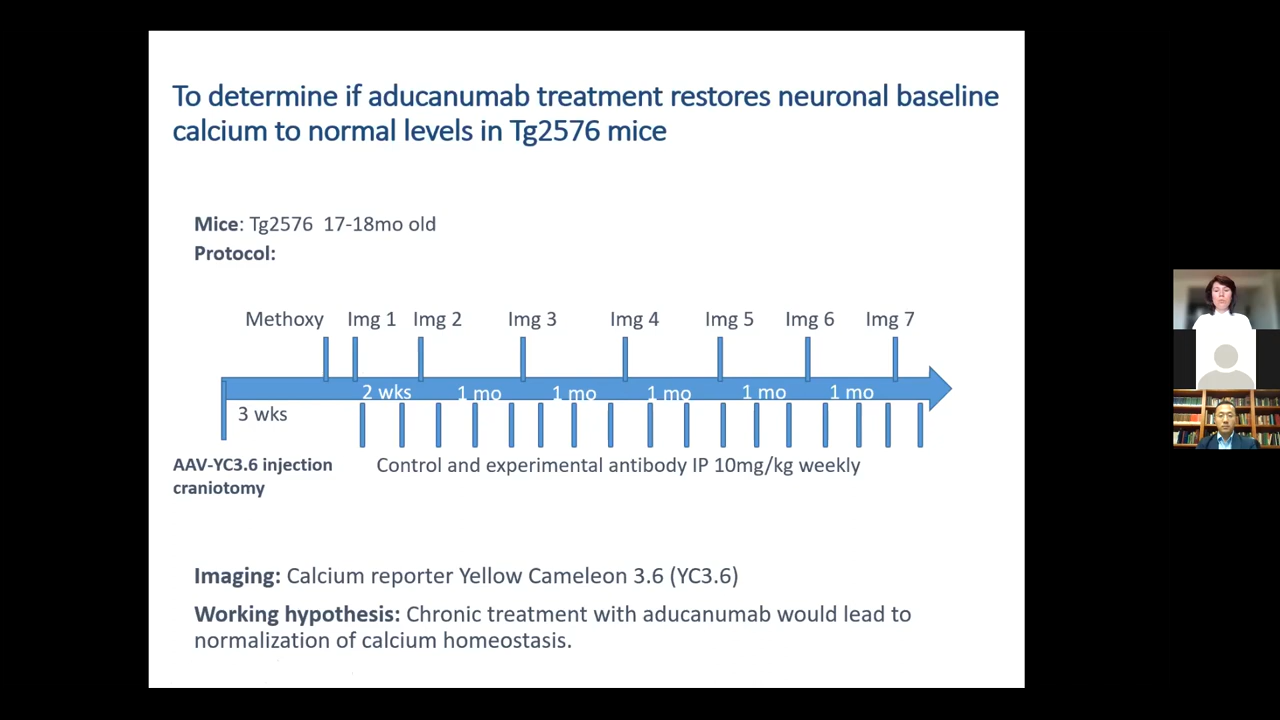 To determine if aducanumab treatment restores neuronal baseline
calcium to normal levels in Tg2576 mice
Mice: Tg2576 17-18mo old
Protocol:
Methoxy Img 1 Img 2 Img 3 Img 4 Img 5 Img 6 Img 7
2 wks 1 mo 1 mo 1 mo 1 mo 1 mo
3 wks
AAV-YC3.6 injection
craniotomy
Control and experimental antibody IP 10mg/kg weekly
Imaging: Calcium reporter Yellow Cameleon 3.6 (YC3.6)
Working hypothesis: Chronic treatment with aducanumab would lead to
normalization of calcium homeostasis.